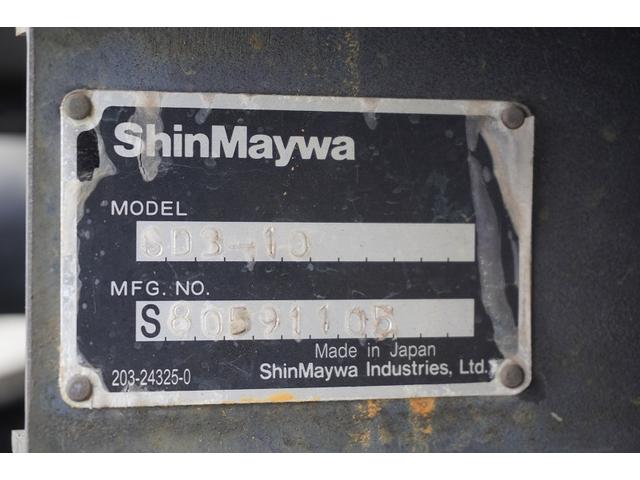 ShinMaywa
MODEL
SD3-10
MFG. NO.
S80591105
Made in Japan
203-24325-0
ShinMaywa Industries, Ltd.